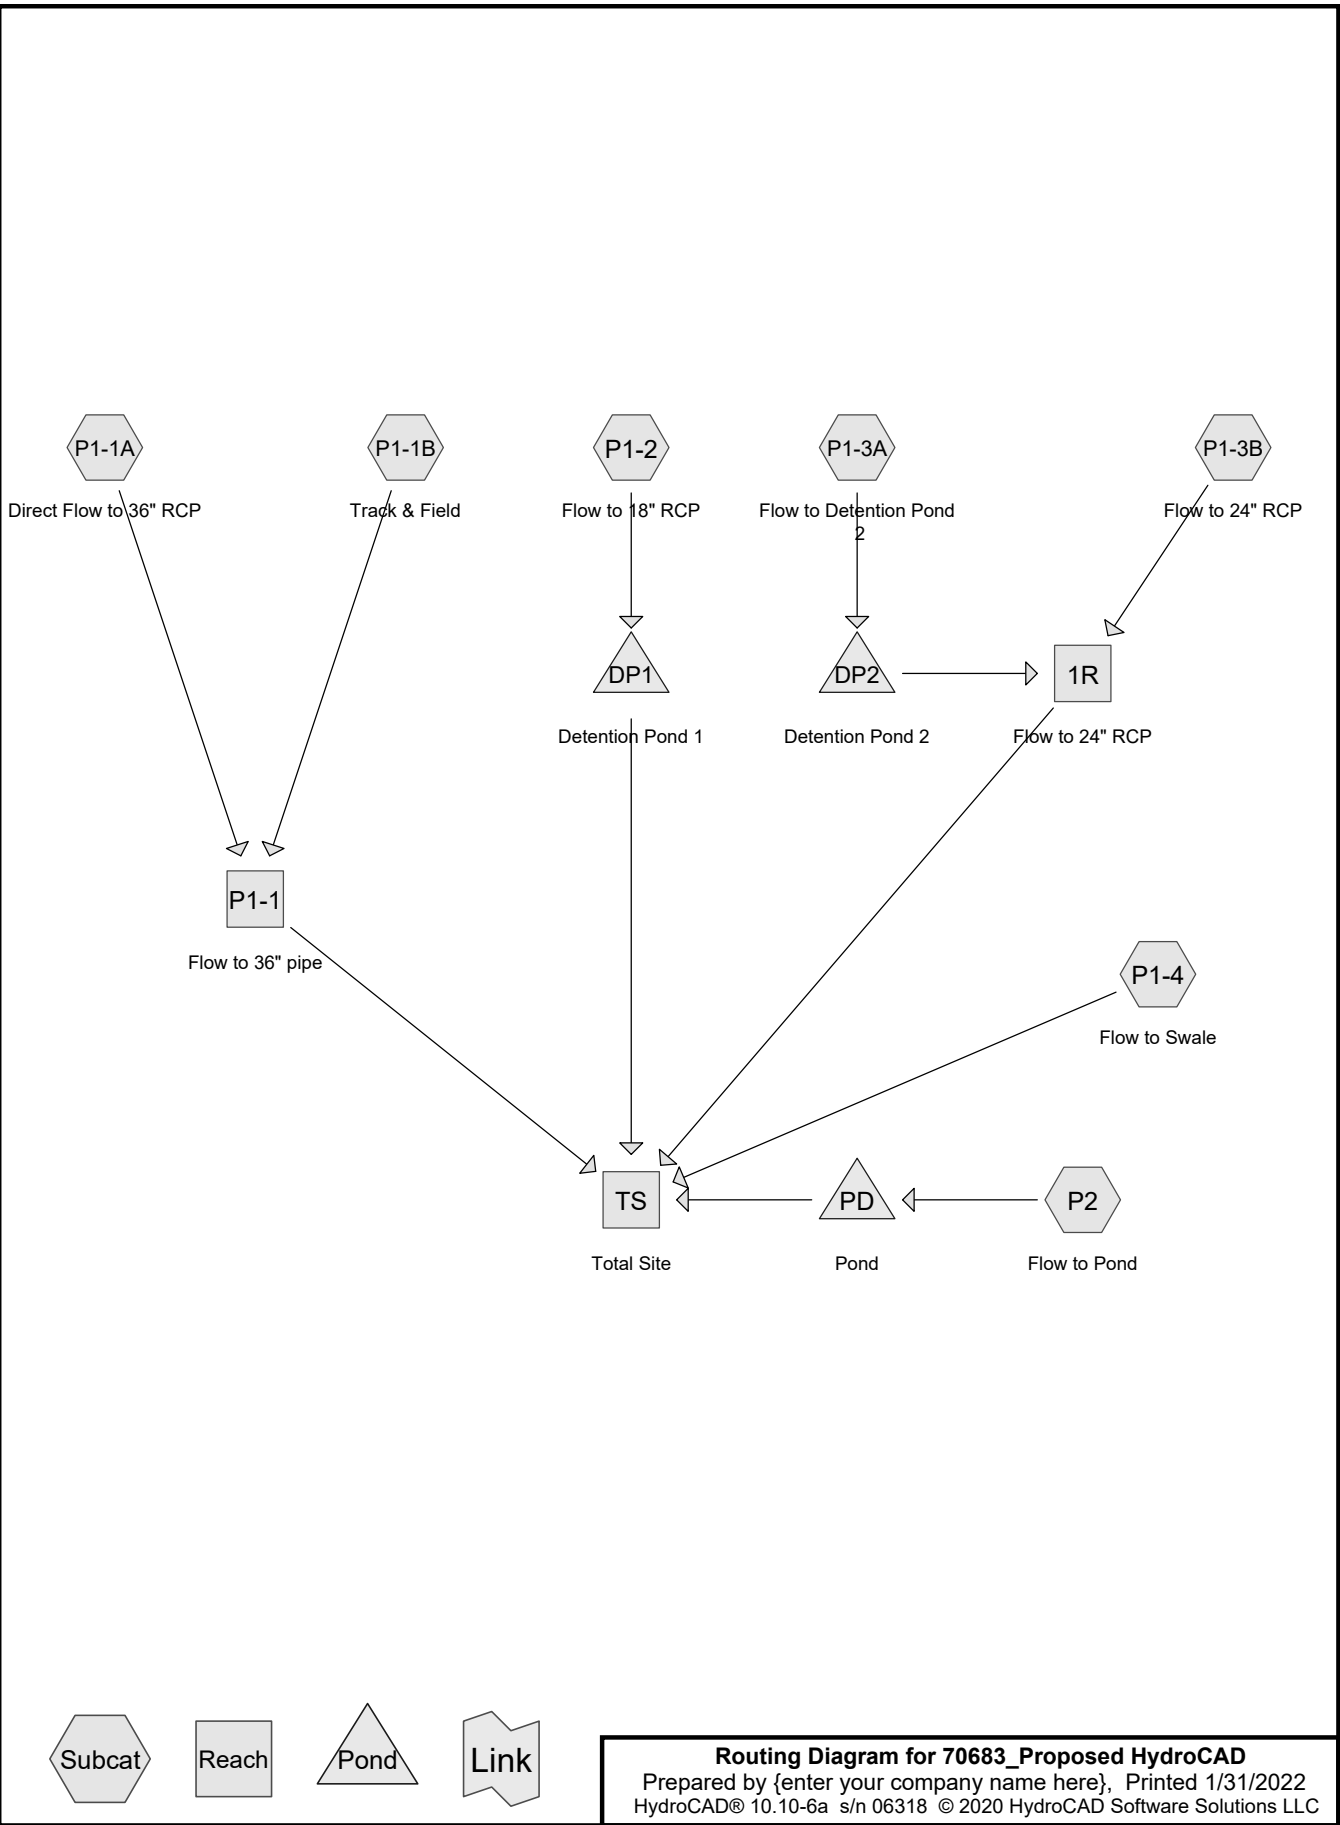 P1-1A
P1-1B
P1-2
P1-3A
P1-3B
Direct Flow to 36" RCP
Track & Field
Flow to 18" RCP
Flow to Detention Pond
2
Flow to 24" RCP
DP1
DP2
1R
Detention Pond 1
Detention Pond 2
Flow to 24" RCP
P1-1
Flow to 36" pipe
P1-4
Flow to Swale
TS
PD
P2
Total Site
Pond
Flow to Pond
Subcat
Reach
Pond
Link
Routing Diagram for 70683_Proposed HydroCAD
Prepared by {enter your company name here}, Printed 1/31/2022
HydroCAD® 10.10-6a s/n 06318 © 2020 HydroCAD Software Solutions LLC